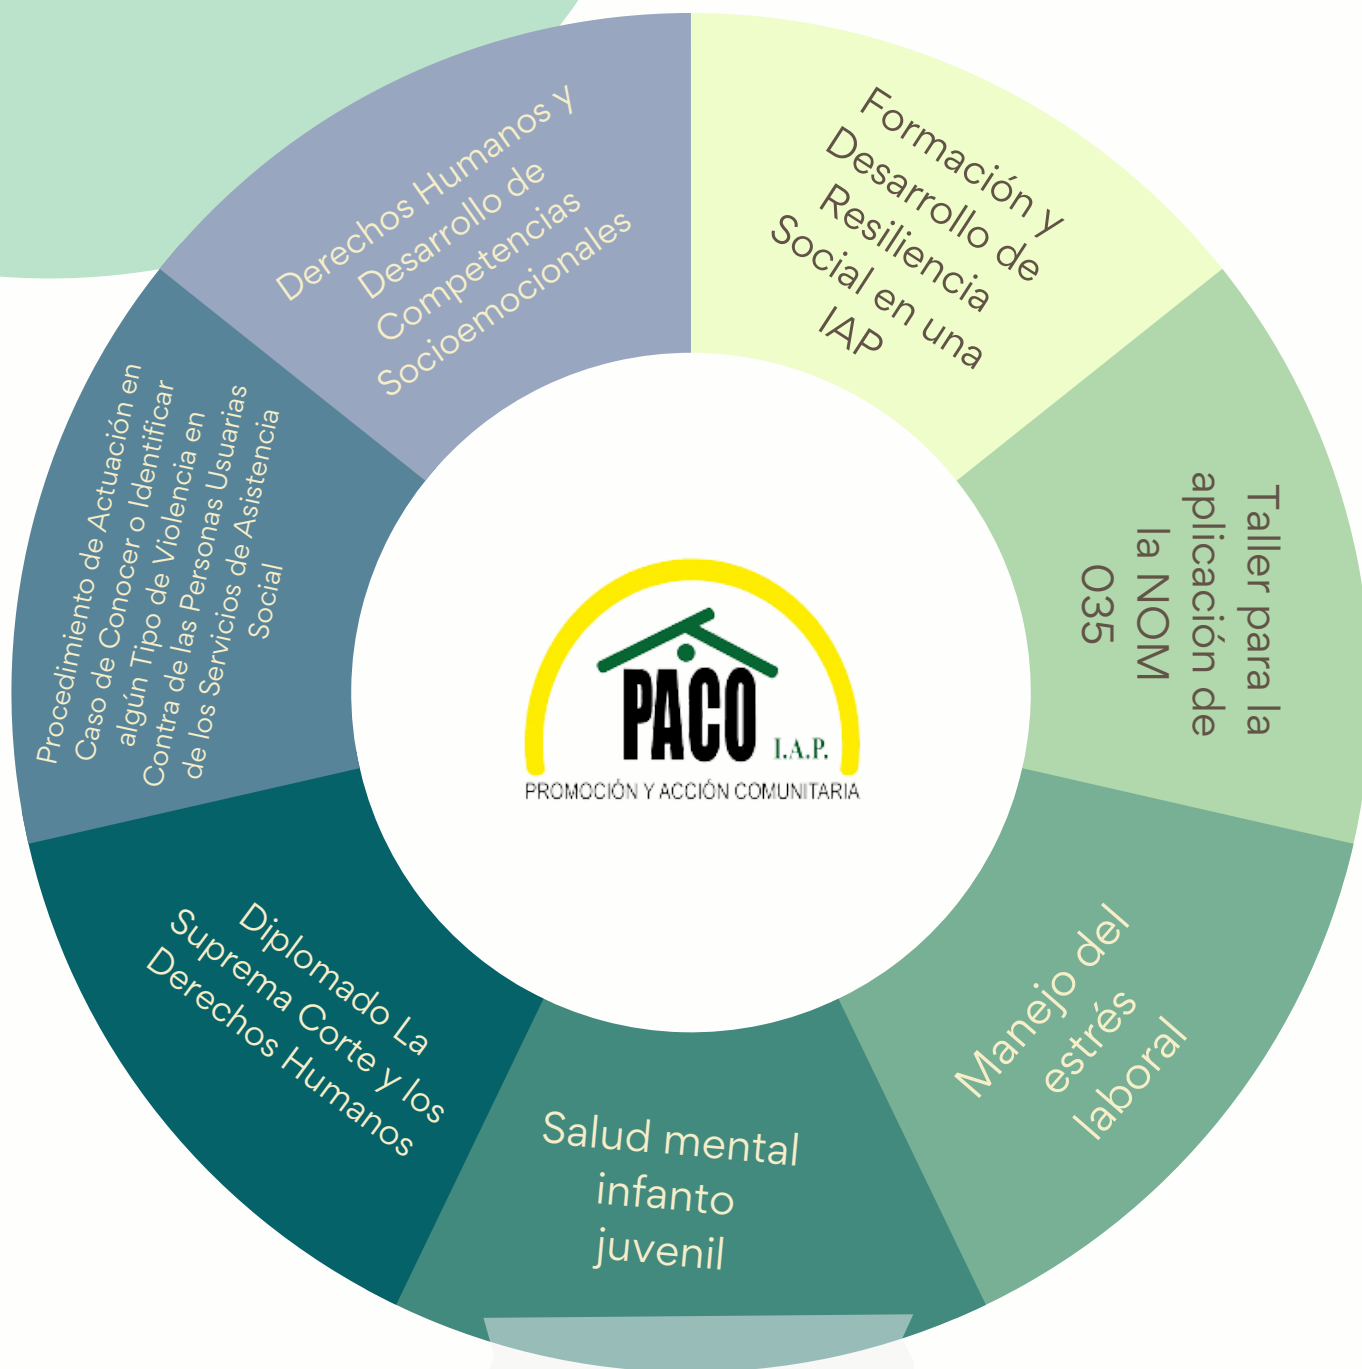 Formación y
Desarrollo de
Resiliencia
Social en una
IAP
Taller para la
aplicación de
la NOM
035
Manejo del
estrés
laboral
Salud mental
infanto
juvenil
Diplomado La
Suprema Corte y los
Derechos Humanos
Procedimiento de Actuación en
Caso de Conocer o Identificar
algún Tipo de Violencia en
Contra de las Personas Usuarias
de los Servicios de Asistencia
Social
Derechos Humanos y
Desarrollo de
Competencias
Socioemocionales
PACO I.A.P.
PROMOCIÓN Y ACCIÓN COMUNITARIA